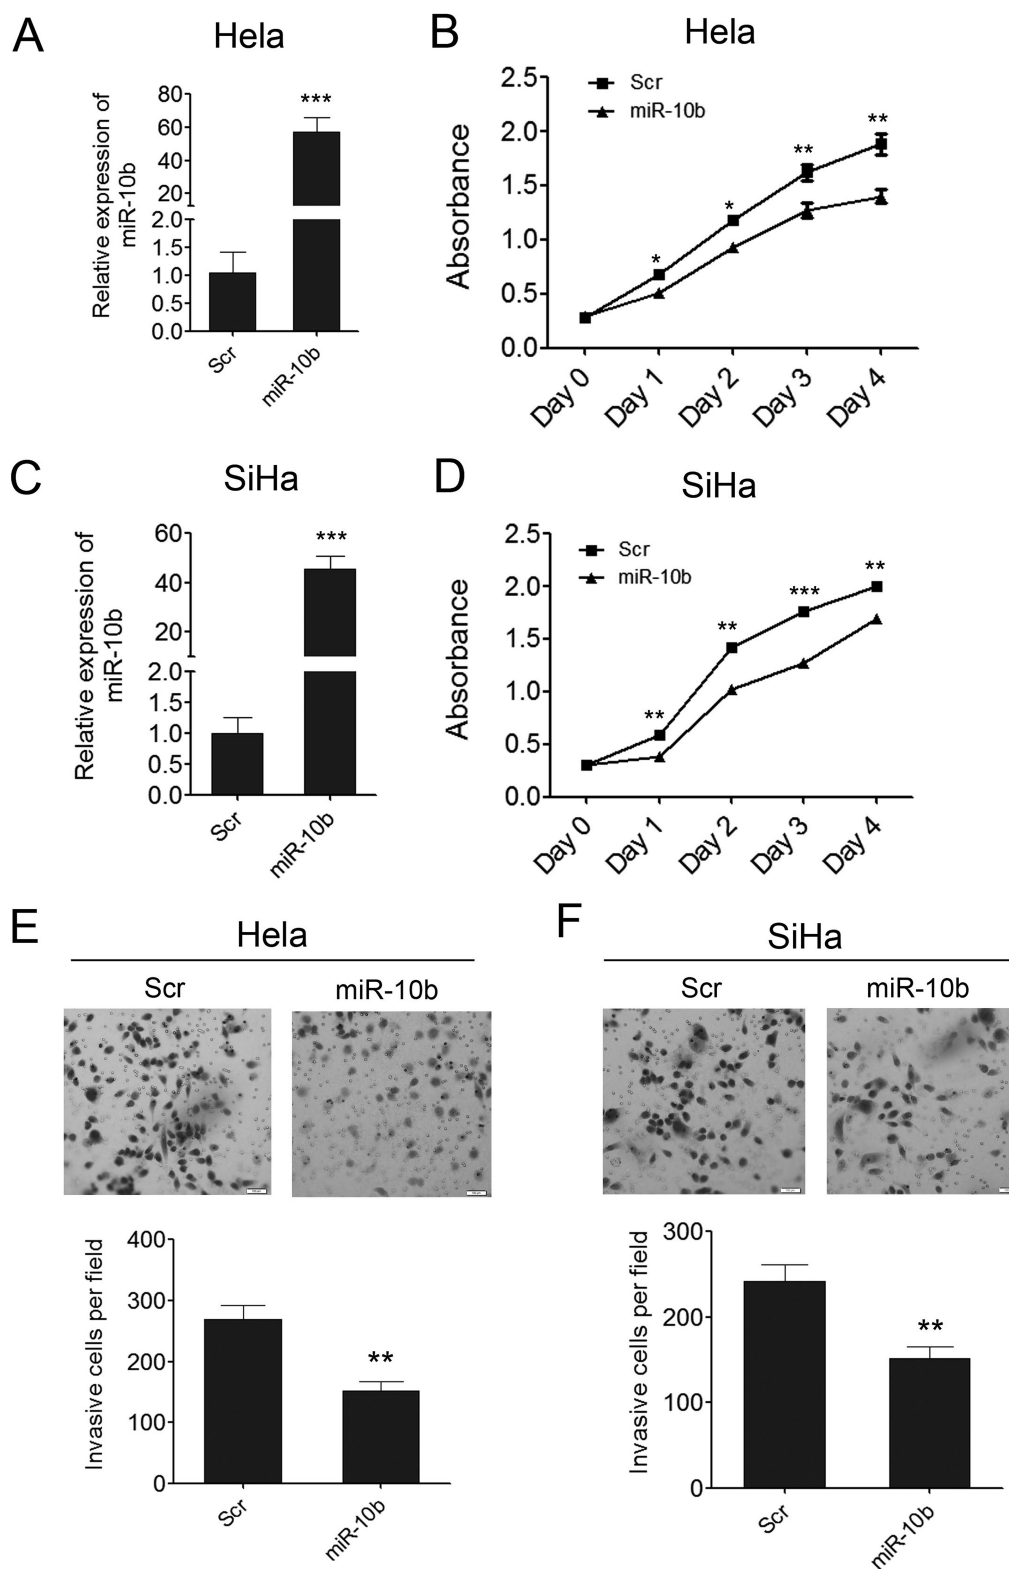 A
Hela
Relative expression of
miR-10b
80
60
40
20
2.0
1.5
1.0
0.5
0.0
***
Scr
miR-10b
B
Hela
Absorbance
2.5
2.0
1.5
1.0
0.5
0.0
Scr
miR-10b
*
*
**
**
Day 0
Day 1
Day 2
Day 3
Day 4
C
SiHa
Relative expression of
miR-10b
60
40
20
2.0
1.5
1.0
0.5
0.0
***
Scr
miR-10b
D
SiHa
Absorbance
2.5
2.0
1.5
1.0
0.5
0.0
Scr
miR-10b
**
**
***
**
Day 0
Day 1
Day 2
Day 3
Day 4
E
Hela
Scr
miR-10b
Invasive cells per field
400
300
200
100
0
**
Scr
miR-10b
F
SiHa
Scr
miR-10b
Invasive cells per field
300
200
100
0
**
Scr
miR-10b